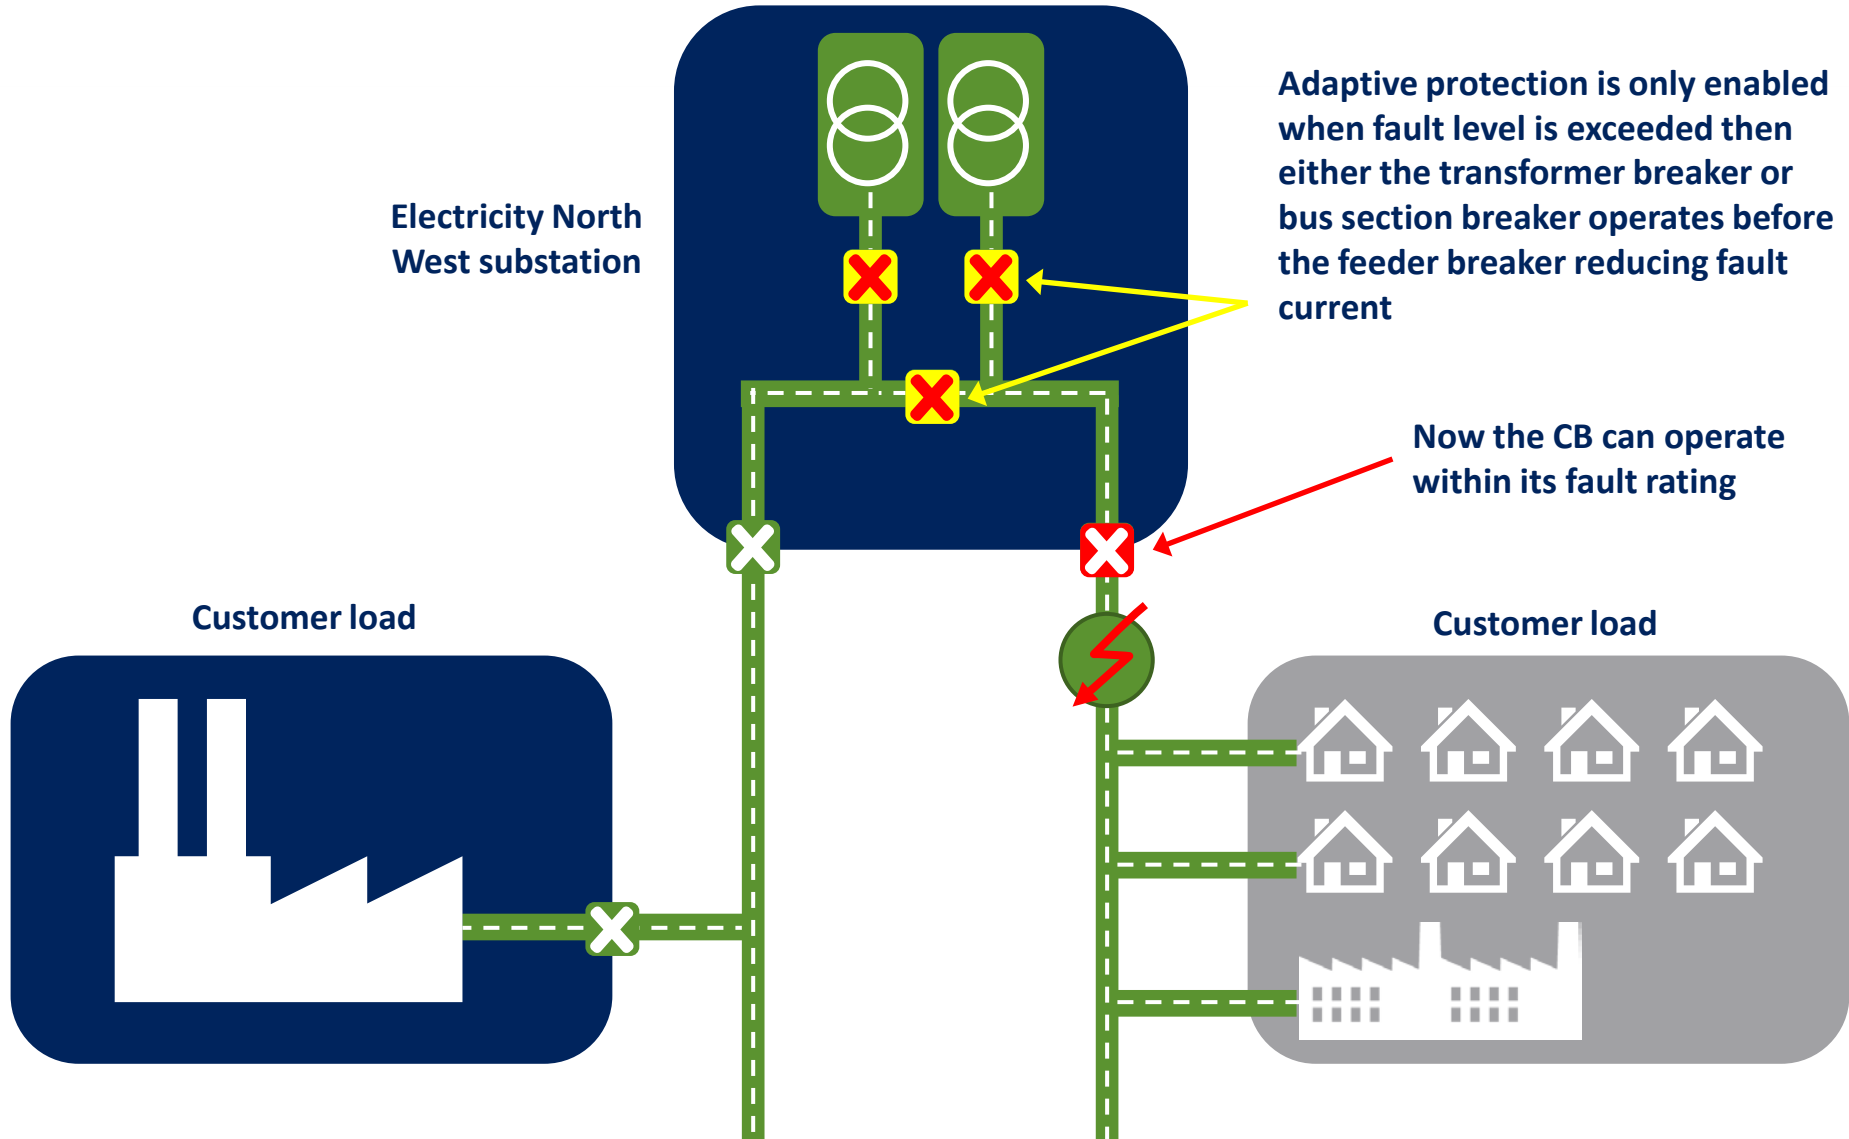 Adaptive protection is only enabled
when fault level is exceeded then
either the transformer breaker or
bus section breaker operates before
the feeder breaker reducing fault
current
Electricity North
West substation
Now the CB can operate
within its fault rating
Customer load
Customer load